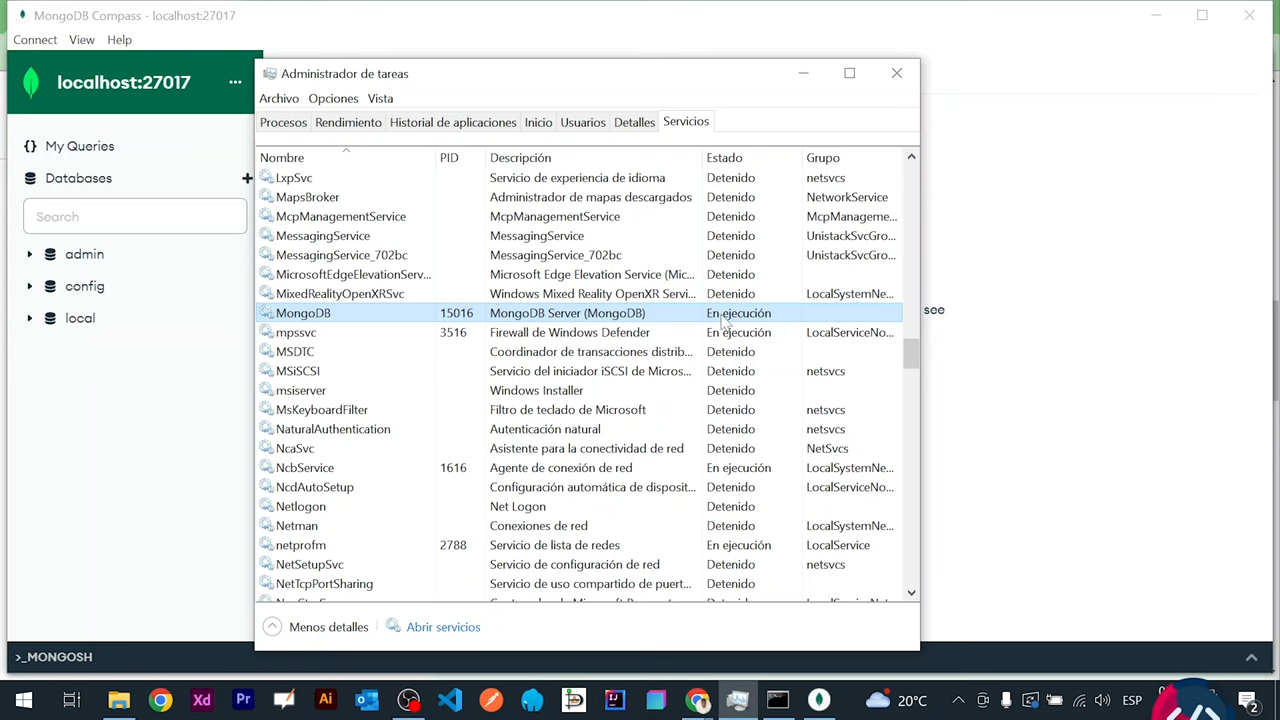 MongoDB Compass - localhost:27017
Connect View Help
localhost:27017 ...
{} My Queries
Databases +
Search
admin
config
local
see
>_MONGOSH
Administrador de tareas
Archivo Opciones Vista
Procesos Rendimiento Historial de aplicaciones Inicio Usuarios Detalles Servicios
Nombre PID Descripción Estado Grupo
LxpSvc Servicio de experiencia de idioma Detenido netsvcs
MapsBroker Administrador de mapas descargados Detenido NetworkService
McpManagementService McpManagementService Detenido McpManageme...
MessagingService MessagingService Detenido UnistackSvcGro...
MessagingService_702bc MessagingService_702bc Detenido UnistackSvcGro...
MicrosoftEdgeElevationServ... Microsoft Edge Elevation Service (Mic... Detenido
MixedRealityOpenXRSvc Windows Mixed Reality OpenXR Servi... Detenido LocalSystemNe...
MongoDB 15016 MongoDB Server (MongoDB) En ejecución
mpssvc 3516 Firewall de Windows Defender En ejecución LocalServiceNo...
MSDTC Coordinador de transacciones distrib... Detenido
MSiSCSI Servicio del iniciador iSCSI de Micros... Detenido netsvcs
msiserver Windows Installer Detenido
MsKeyboardFilter Filtro de teclado de Microsoft Detenido netsvcs
NaturalAuthentication Autenticación natural Detenido netsvcs
NcaSvc Asistente para la conectividad de red Detenido NetSvcs
NcbService 1616 Agente de conexión de red En ejecución LocalSystemNe...
NcdAutoSetup Configuración automática de disposit... Detenido LocalServiceNo...
Netlogon Net Logon Detenido
Netman Conexiones de red Detenido LocalSystemNe...
netprofm 2788 Servicio de lista de redes En ejecución LocalService
NetSetupSvc Servicio de configuración de red Detenido netsvcs
NetTcpPortSharing Servicio de uso compartido de puert... Detenido
Menos detalles Abrir servicios
Xd Pr Ai 20°C ESP 2